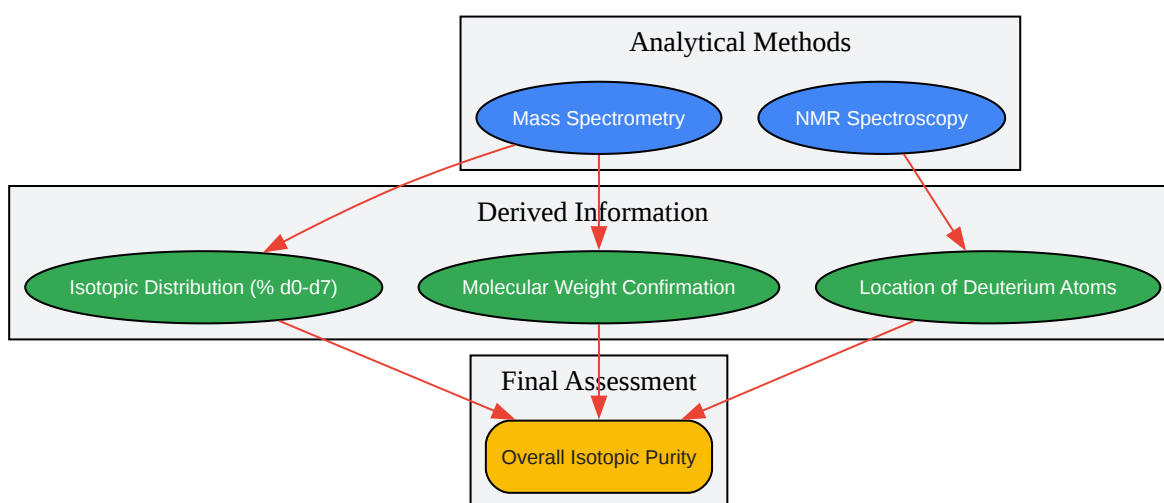 Analytical Methods
Mass Spectrometry
NMR Spectroscopy
Derived Information
Isotopic Distribution (% d0-d7)
Molecular Weight Confirmation
Location of Deuterium Atoms
Final Assessment
Overall Isotopic Purity